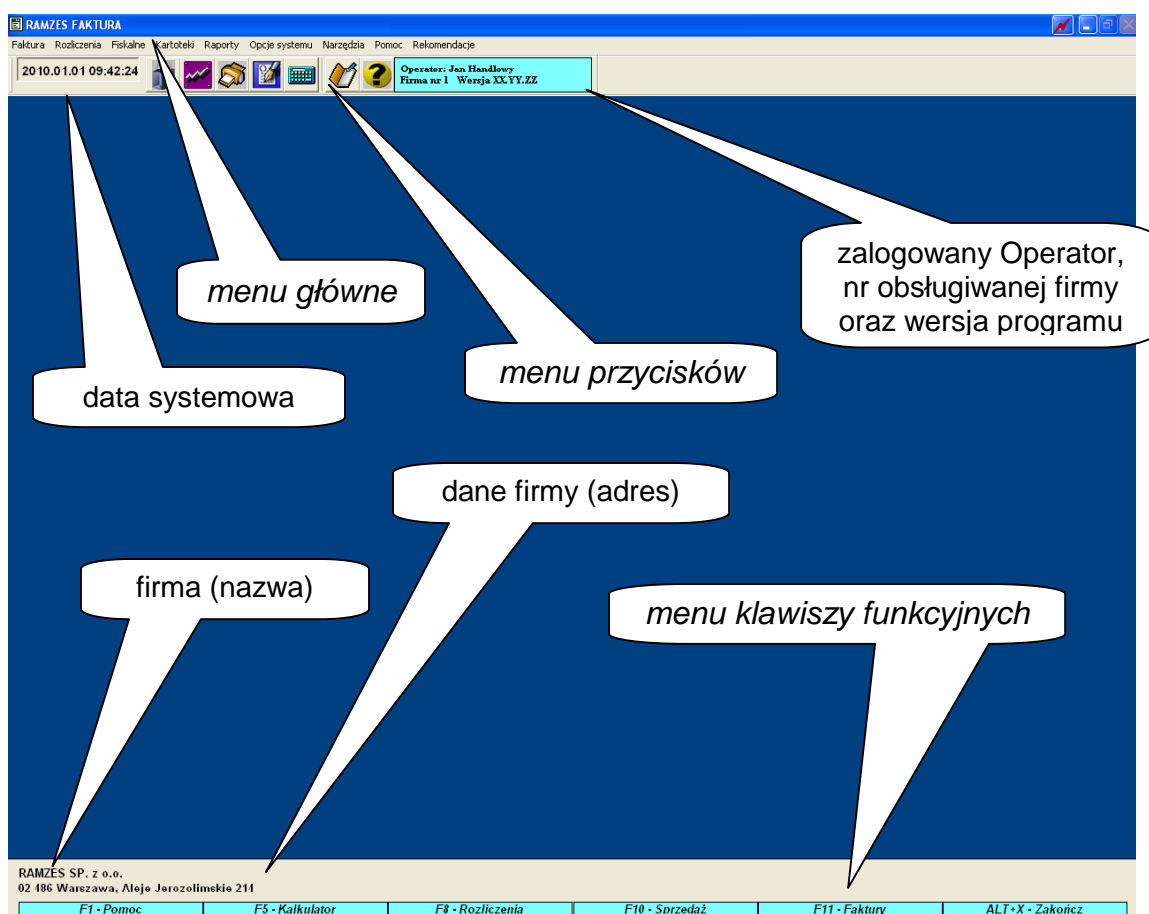 RAMZES FAKTURA
Faktura Rozliczenia Fiskalne Kartoteki Raporty Opcje systemu Narzędzia Pomoc Rekomendacje
2010.01.01 09:42:24
Operator: Jan Handlowy
Firma nr 1 Wersja XX.YY.ZZ
zalogowany Operator,
nr obsługiwanej firmy
oraz wersja programu
menu główne
menu przycisków
data systemowa
dane firmy (adres)
firma (nazwa)
menu klawiszy funkcyjnych
RAMZES SP. z o.o.
02 486 Warszawa, Aleje Jerozolimskie 214
F1 - Pomoc F5 - Kalkulator F8 - Rozliczenia F10 - Sprzedaż F11 - Faktury ALT+X - Zakończ